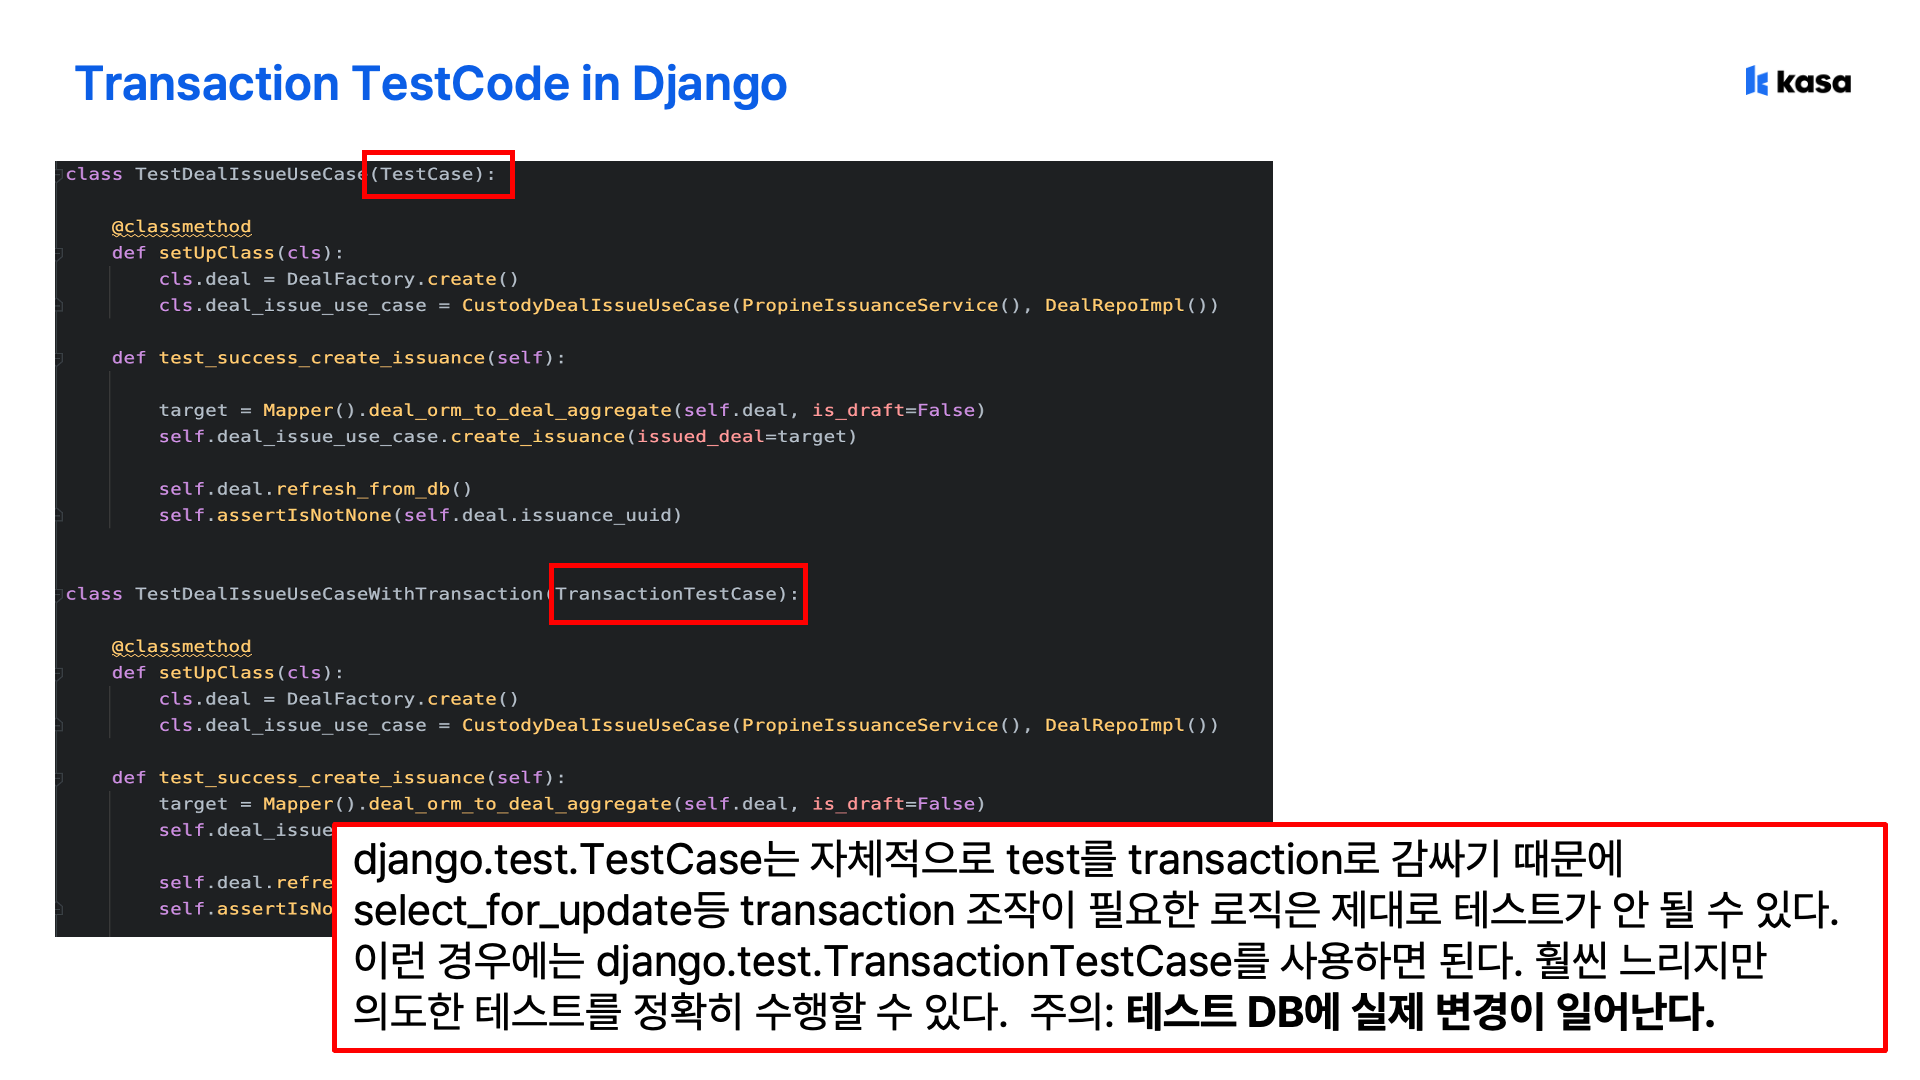 Transaction TestCode in Django
kasa
class TestDealIssueUseCase(TestCase):
@classmethod
def setUpClass(cls):
cls.deal = DealFactory.create()
cls.deal_issue_use_case = CustodyDealIssueUseCase(PropineIssuanceService(), DealRepoImpl())
def test_success_create_issuance(self):
target = Mapper().deal_orm_to_deal_aggregate(self.deal, is_draft=False)
self.deal_issue_use_case.create_issuance(issued_deal=target)
self.deal.refresh_from_db()
self.assertIsNotNone(self.deal.issuance_uuid)
class TestDealIssueUseCaseWithTransaction(TransactionTestCase):
@classmethod
def setUpClass(cls):
cls.deal = DealFactory.create()
cls.deal_issue_use_case = CustodyDealIssueUseCase(PropineIssuanceService(), DealRepoImpl())
def test_success_create_issuance(self):
target = Mapper().deal_orm_to_deal_aggregate(self.deal, is_draft=False)
self.deal_issue
self.deal.refre
self.assertIsNo
django.test.TestCase는 자체적으로 test를 transaction로 감싸기 때문에
select_for_update등 transaction 조작이 필요한 로직은 제대로 테스트가 안 될 수 있다.
이런 경우에는 django.test.TransactionTestCase를 사용하면 된다. 훨씬 느리지만
의도한 테스트를 정확히 수행할 수 있다. 주의: 테스트 DB에 실제 변경이 일어난다.